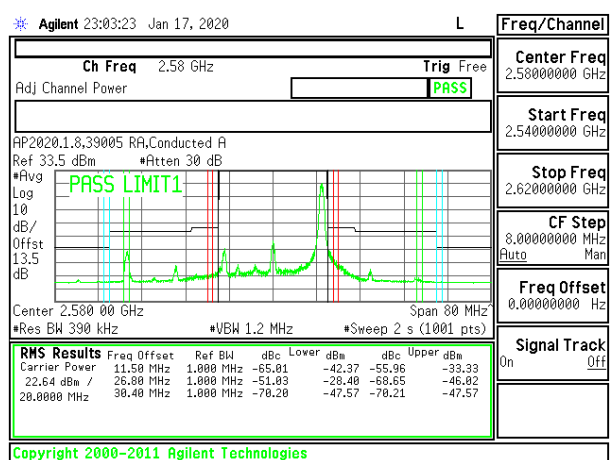 Agilent 23:03:23 Jan 17, 2020 L
Freq/Channel
Ch Freq 2.58 GHz Trig Free
Adj Channel Power PASS
Center Freq
2.58000000 GHz
Start Freq
2.54000000 GHz
Stop Freq
2.62000000 GHz
CF Step
8.00000000 MHz
Auto Man
Freq Offset
0.00000000 Hz
Signal Track
On Off
AP2020.1.8,39005 RA,Conducted A
Ref 33.5 dBm #Atten 30 dB
#Avg
Log
10
dB/
Offst
13.5
dB
PASS LIMIT1
Center 2.580 00 GHz Span 80 MHz
#Res BW 390 kHz #VBW 1.2 MHz #Sweep 2 s (1001 pts)
RMS Results Freq Offset Ref BW dBc Lower dBm dBc Upper dBm
Carrier Power 11.50 MHz 1.000 MHz -65.01 -42.37 -55.96 -33.33
22.64 dBm / 26.80 MHz 1.000 MHz -51.03 -28.40 -68.65 -46.02
20.0000 MHz 30.40 MHz 1.000 MHz -70.20 -47.57 -70.21 -47.57
Copyright 2000-2011 Agilent Technologies